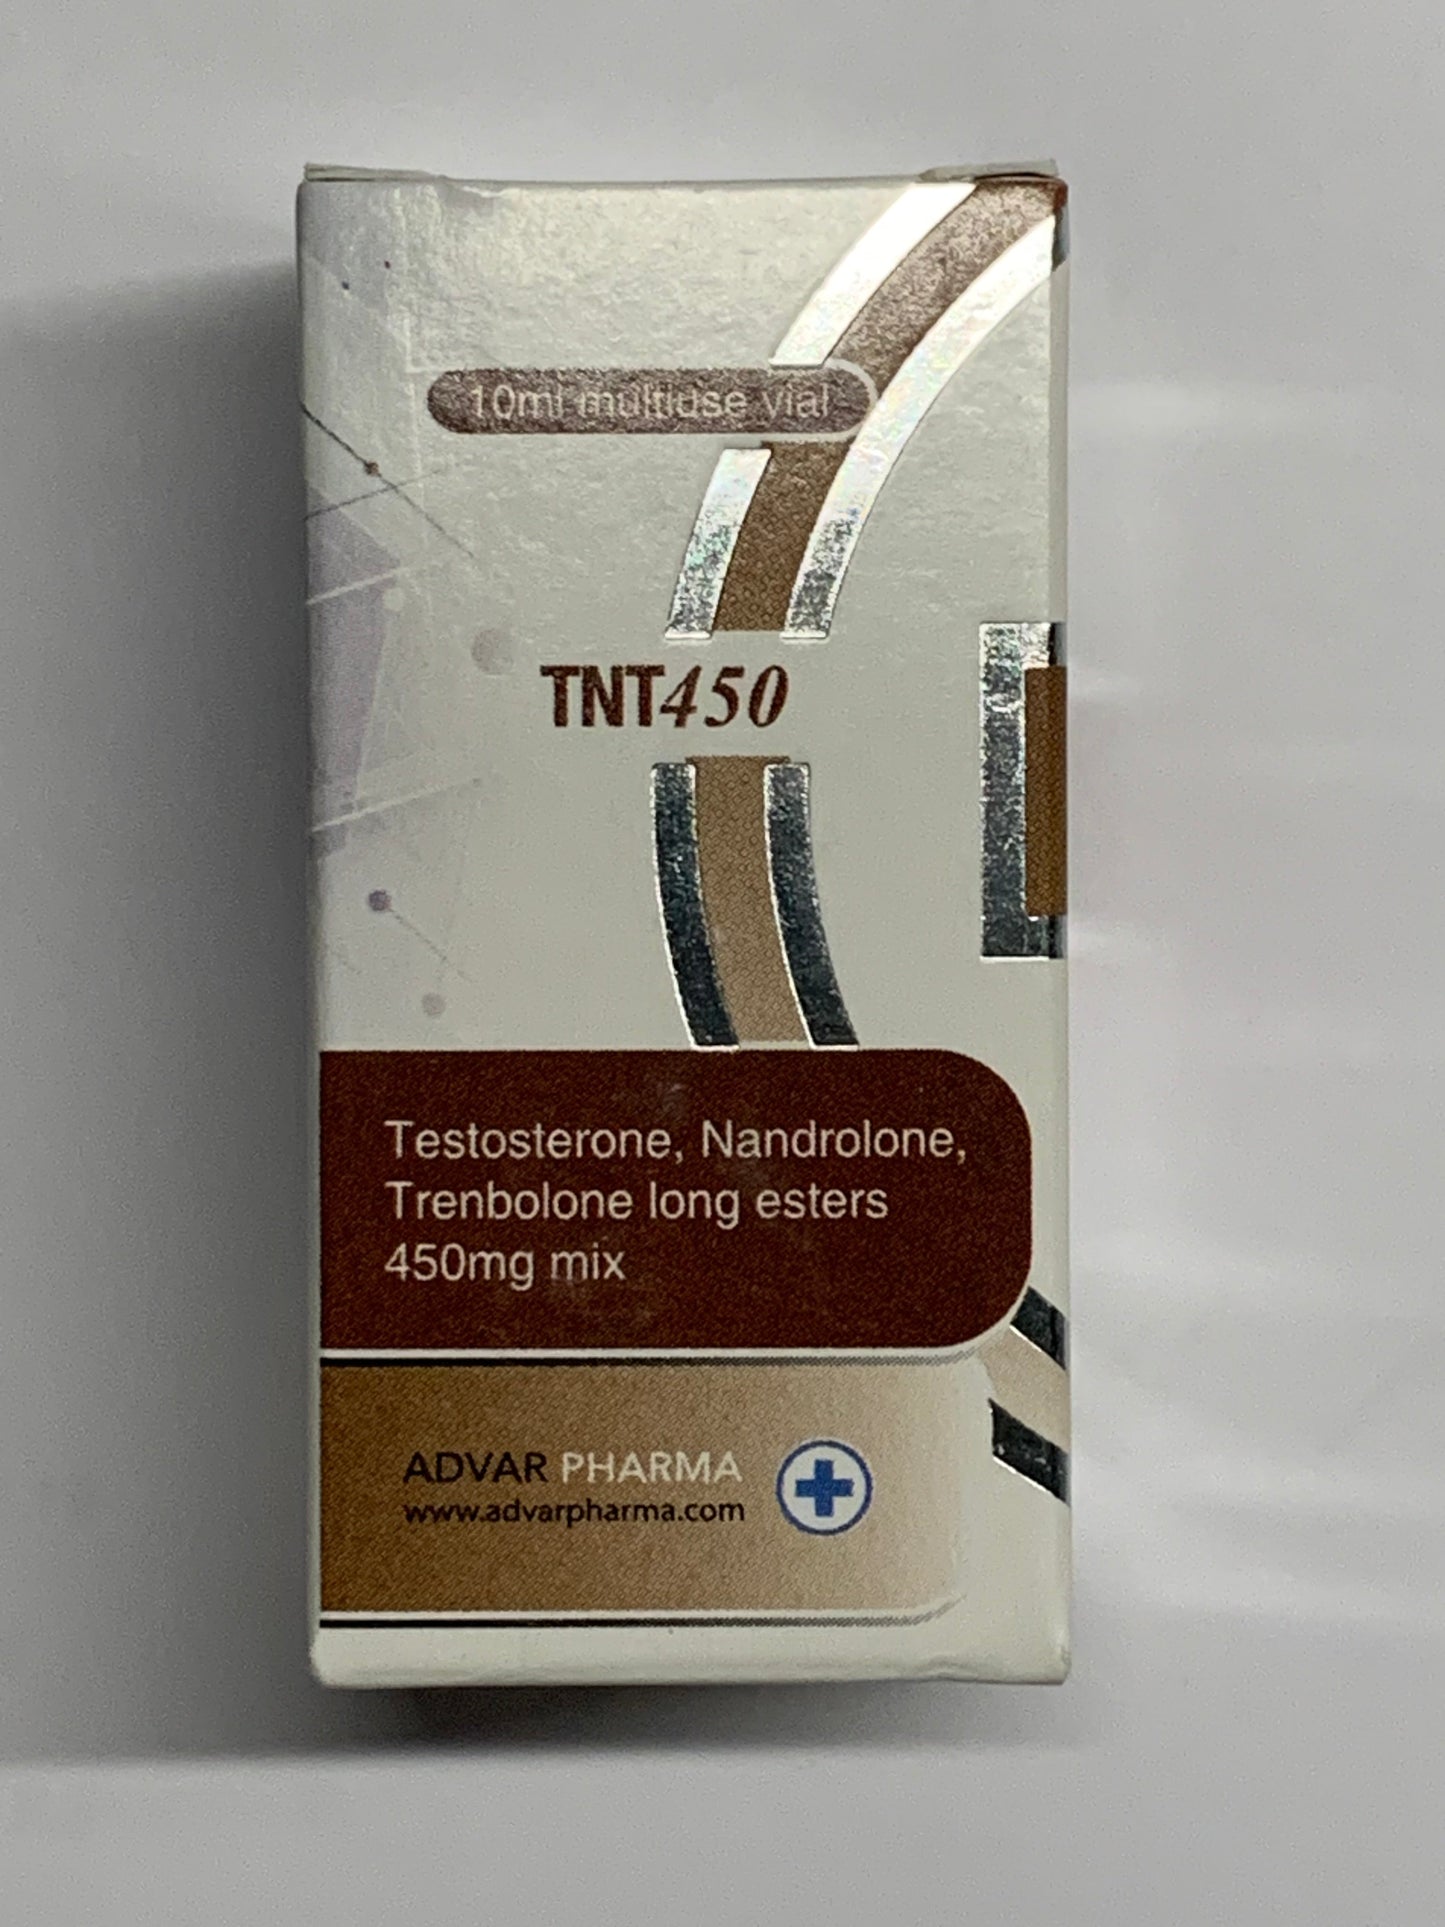 10ml multiuse vial
TNT450
Testosterone, Nandrolone,
Trenbolone long esters
450mg mix
ADVAR PHARMA
www.advarpharma.com